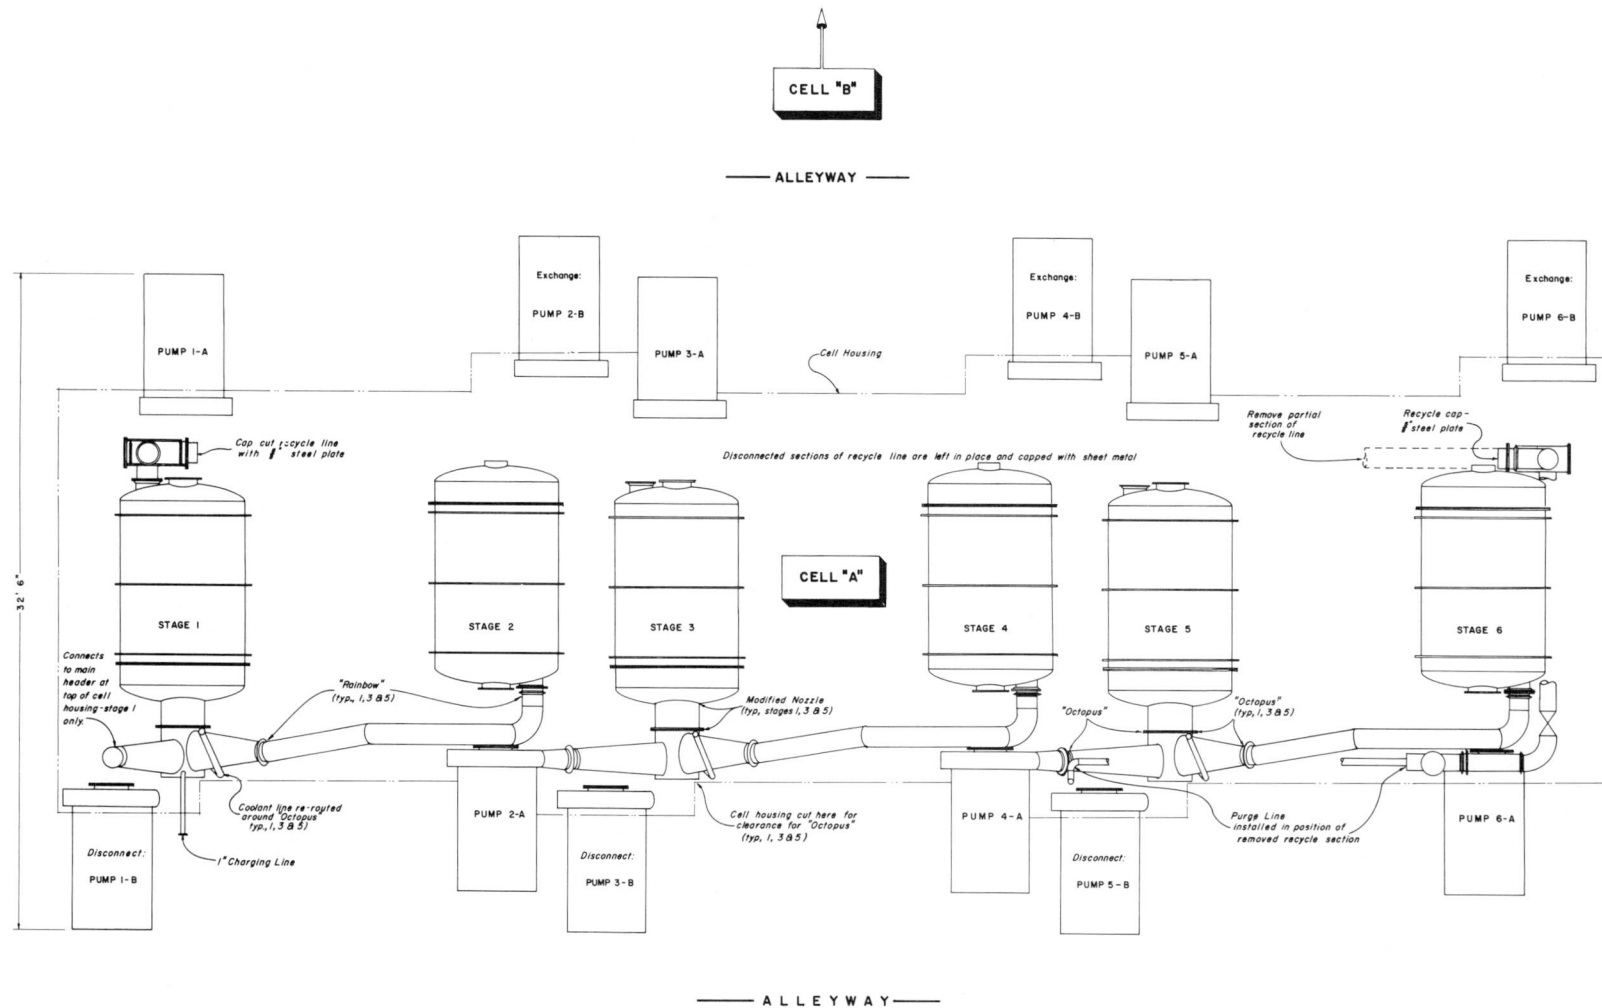 CELL "B"
ALLEYWAY
Exchange:
PUMP 2-B
Exchange:
PUMP 4-B
Exchange:
PUMP 6-B
PUMP 1-A
PUMP 3-A
Cell Housing
PUMP 5-A
Cap cut recycle line
with steel plate
Disconnected sections of recycle line are left in place and capped with sheet metal
Remove partial
section of
recycle line
Recycle cap-
steel plate
32' 6"
CELL "A"
STAGE 1
STAGE 2
STAGE 3
STAGE 4
STAGE 5
STAGE 6
Connects
to main
header at
top of cell
housing-stage 1
only.
"Rainbow"
(typ., 1, 3 & 5)
Modified Nozzle
(typ, stages 1, 3 & 5)
"Octopus"
"Octopus"
(typ, 1, 3 & 5)
Coolant line re-routed
around "Octopus"
typ., 1, 3 & 5)
1" Charging Line
PUMP 2-A
Cell housing cut here for
clearance for "Octopus"
(typ, 1, 3 & 5)
PUMP 4-A
Purge Line
installed in position of
removed recycle section
PUMP 6-A
Disconnect:
PUMP 1-B
Disconnect:
PUMP 3-B
Disconnect:
PUMP 5-B
ALLEYWAY